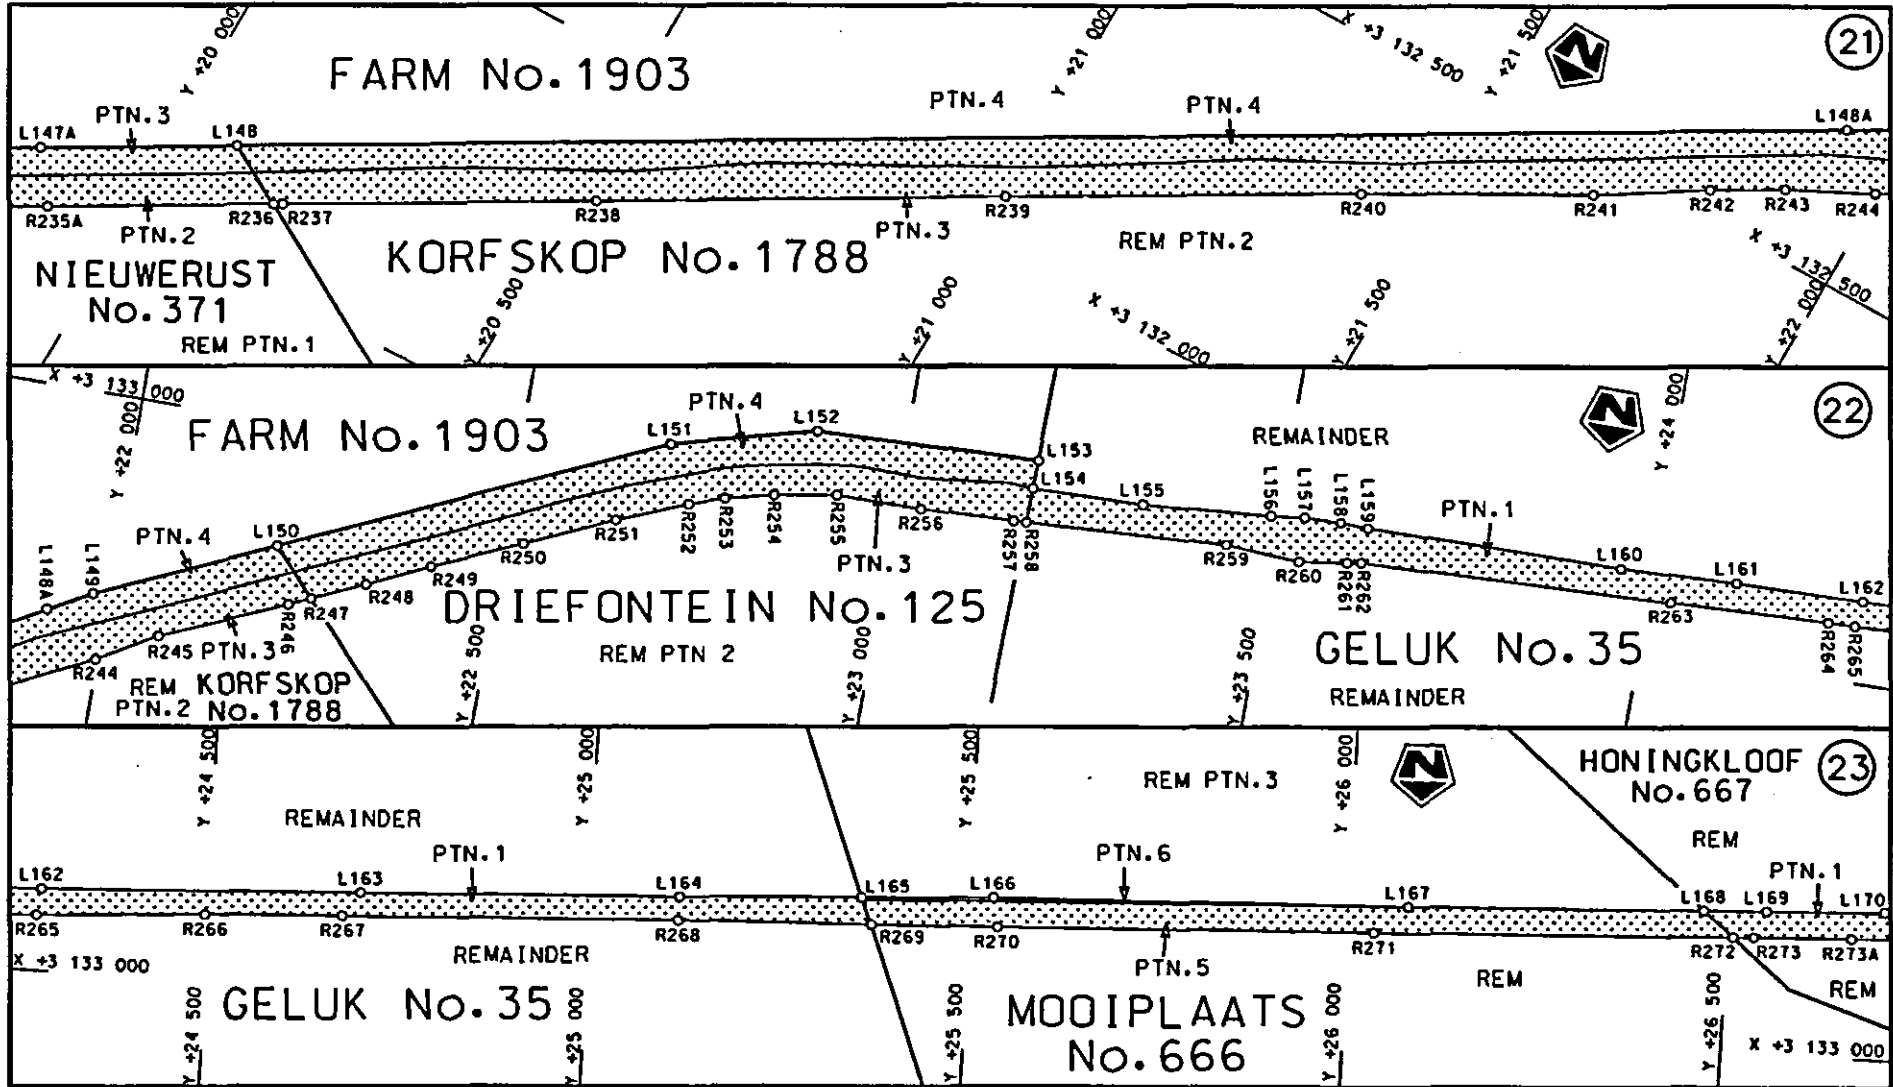 Y +20 000
FARM No.1903
Y +21 000
X +3 132 500
Y +21 500
N
21
PTN.3
PTN.4
PTN.4
L147A
L148
L148A
R235A
R236
R237
R238
R239
R240
R241
R242
R243
R244
PTN.2
PTN.3
REM PTN.2
NIEUWERUST
No.371
REM PTN.1
KORFSKOP No.1788
Y +20 500
Y +21 000
X +3 132 000
Y +21 500
X +3 132 500
Y +22 000
X +3 133 000
Y +22 000
FARM No.1903
PTN.4
L151
L152
L153
L154
REMAINDER
N
Y +24 000
22
L148A
L149
PTN.4
L150
L155
L156
L157
L158
L159
PTN.1
L160
L161
L162
R244
R245
PTN.3
R246
R247
R248
R249
R250
R251
R252
R253
R254
R255
PTN.3
R256
R257
R258
R259
R260
R261
R262
R263
R264
R265
REM KORFSKOP
PTN.2 No.1788
DRIEFONTEIN No.125
REM PTN 2
Y +22 500
Y +23 000
Y +23 500
GELUK No.35
REMAINDER
Y +24 500
Y +25 000
Y +25 500
REM PTN.3
Y +26 000
N
HONINGKLOOF
No.667
23
REMAINDER
REM
PTN.1
PTN.6
PTN.1
L162
L163
L164
L165
L166
L167
L168
L169
L170
R265
R266
R267
R268
R269
R270
R271
R272
R273
R273A
X +3 133 000
REMAINDER
PTN.5
REM
REM
GELUK No.35
MOOIPLAATS
No.666
Y +24 500
Y +25 000
Y +25 500
Y +26 000
Y +26 500
X +3 133 000